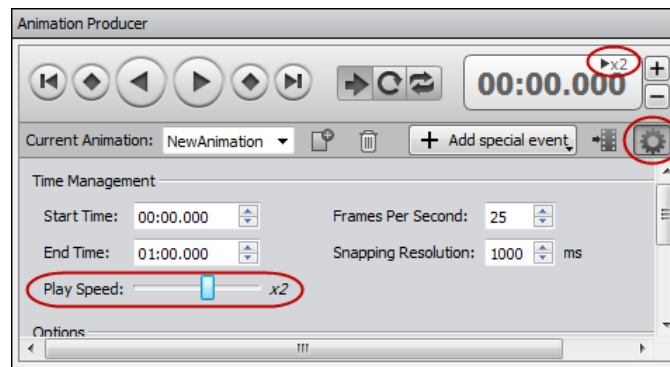 Animation Producer
x2
00:00.000
Current Animation: NewAnimation Add special event
Time Management
Start Time: 00:00.000 Frames Per Second: 25
End Time: 01:00.000 Snapping Resolution: 1000 ms
Play Speed: x2
Options